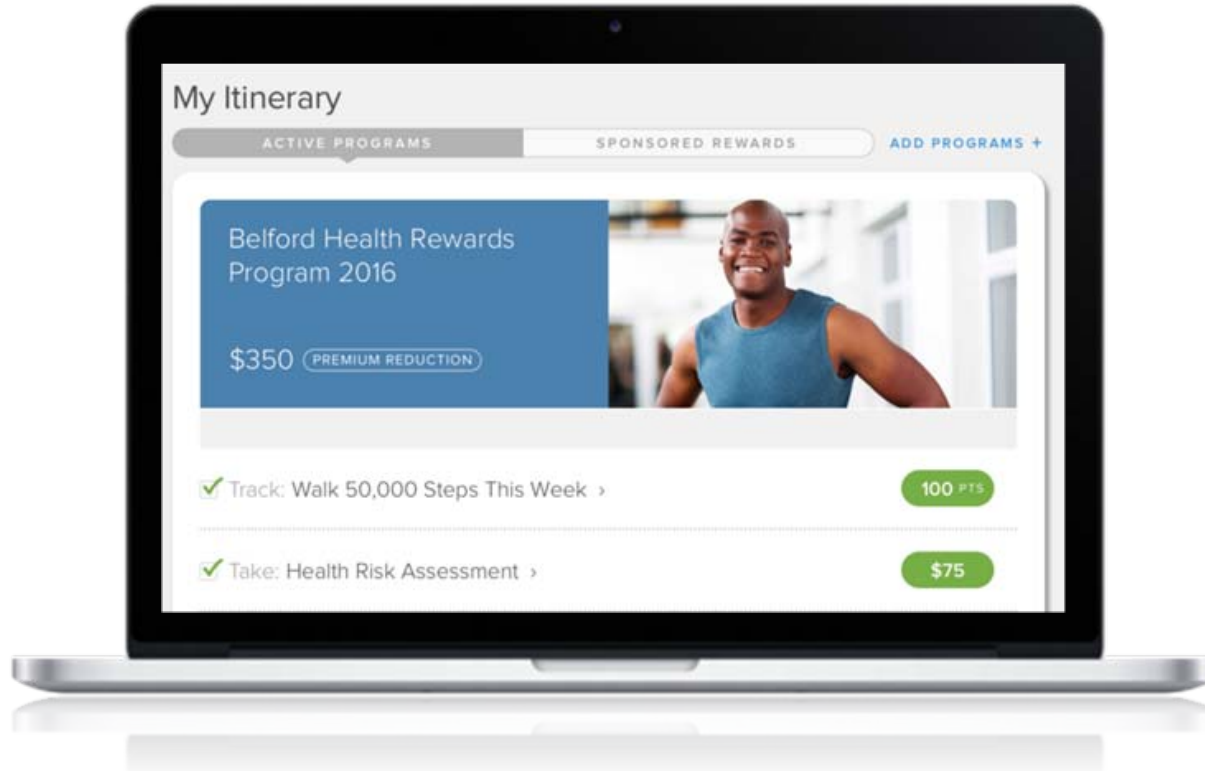 My Itinerary
ACTIVE PROGRAMS SPONSORED REWARDS ADD PROGRAMS +
Belford Health Rewards
Program 2016
$350 PREMIUM REDUCTION
Track: Walk 50,000 Steps This Week › 100 PTS
Take: Health Risk Assessment › $75